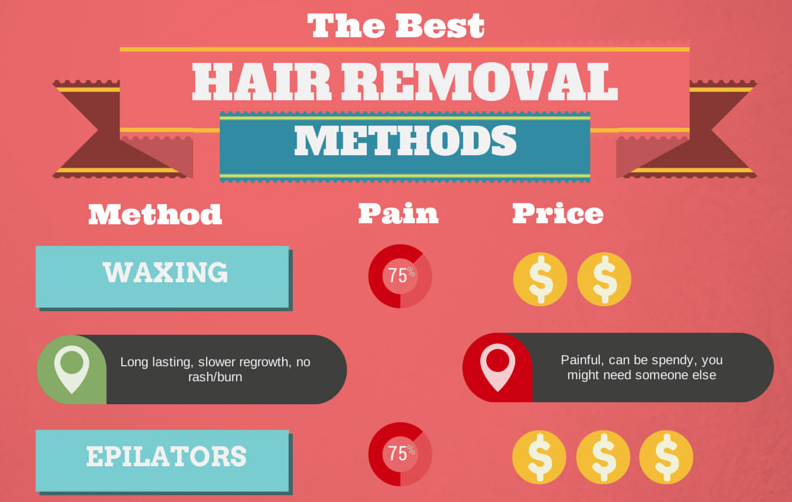 The Best
HAIR REMOVAL
METHODS
Method Pain Price
WAXING 75% $ $
Long lasting, slower regrowth, no
rash/burn
Painful, can be spendy, you
might need someone else
EPILATORS 75% $ $ $